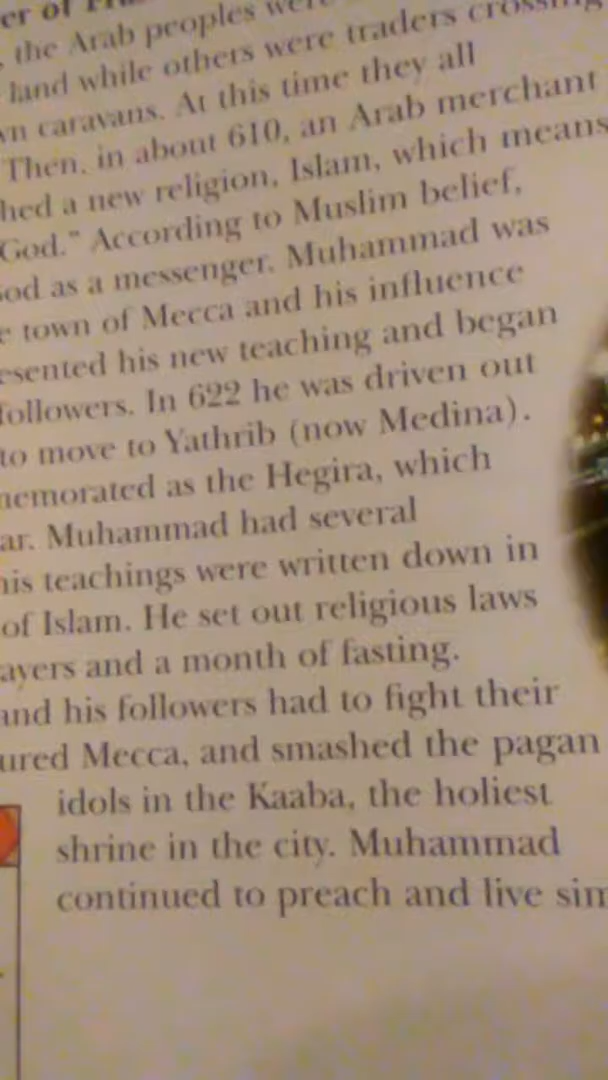 er of
, the Arab peoples were
land while others were traders crossing
vn caravans. At this time they all
Then, in about 610, an Arab merchant
hed a new religion, Islam, which means
God." According to Muslim belief,
God as a messenger. Muhammad was
e town of Mecca and his influence
esented his new teaching and began
followers. In 622 he was driven out
to move to Yathrib (now Medina).
nemorated as the Hegira, which
ar. Muhammad had several
his teachings were written down in
of Islam. He set out religious laws
ayers and a month of fasting.
and his followers had to fight their
ured Mecca, and smashed the pagan
idols in the Kaaba, the holiest
shrine in the city. Muhammad
continued to preach and live sim